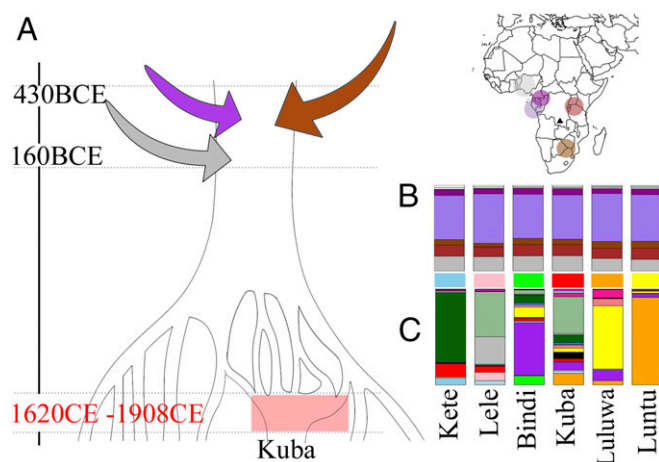 A
430BCE
160BCE
1620CE -1908CE
Kuba
B
C
Kete
Lele
Bindi
Kuba
Luluwa
Luntu